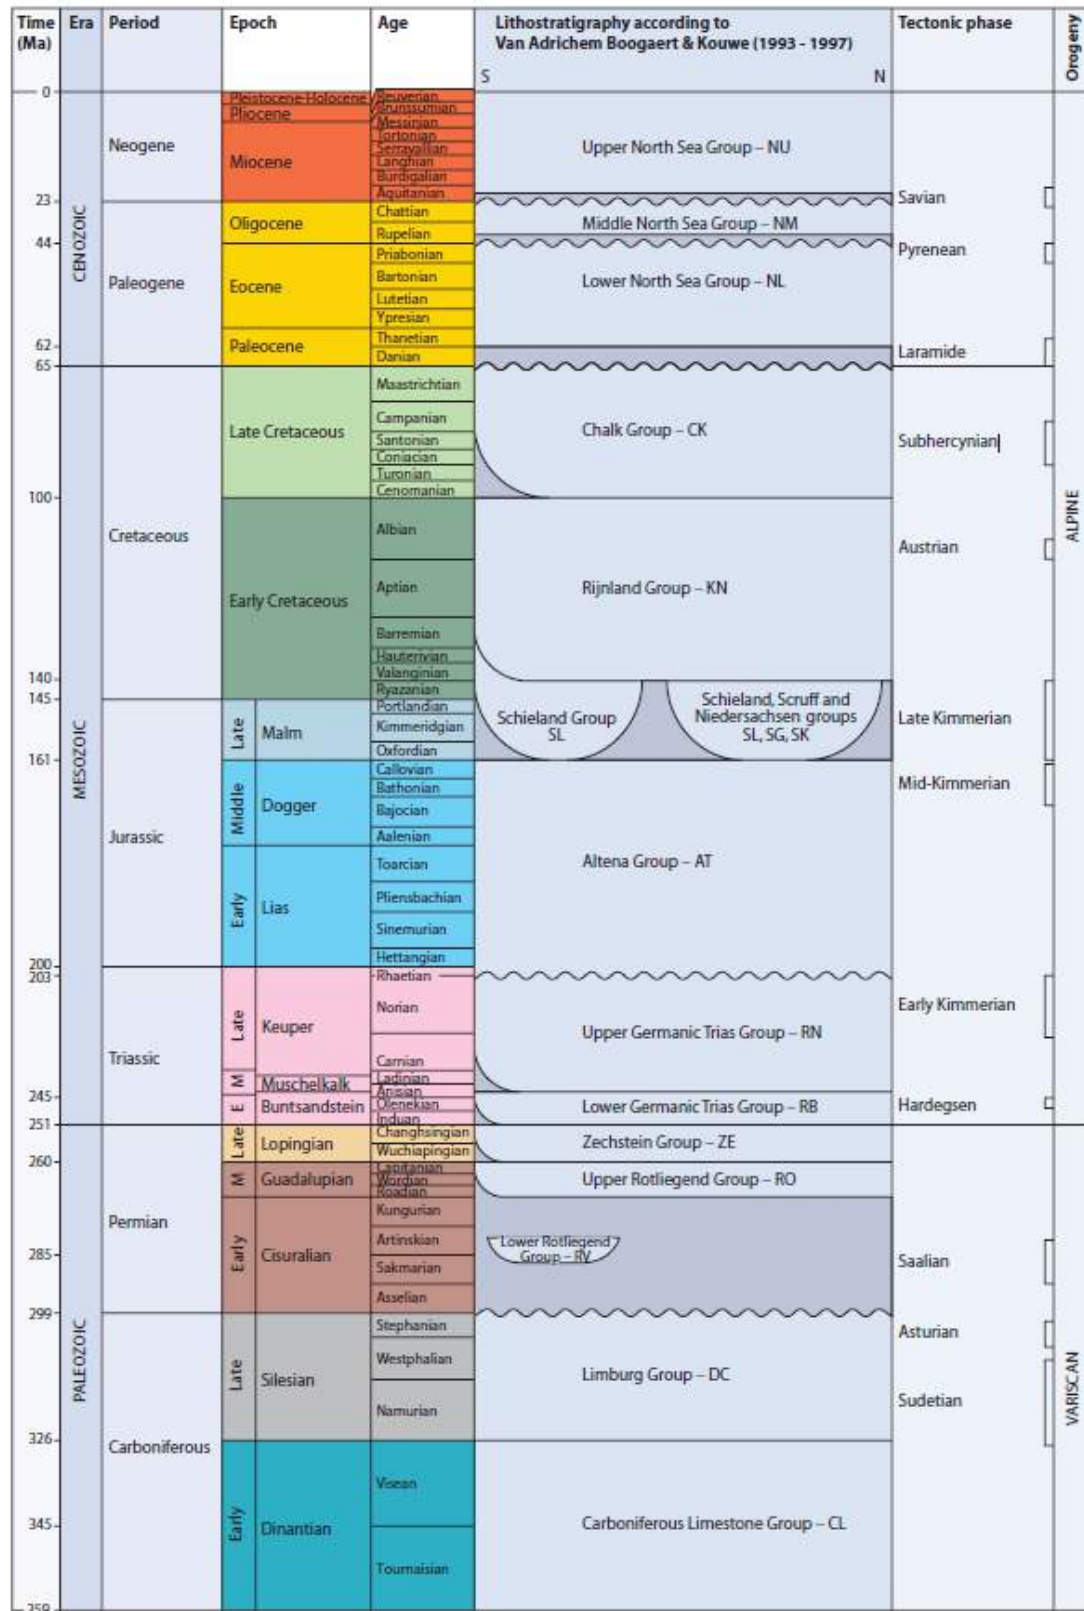 Time
(Ma)
Era
Period
Epoch
Age
Lithostratigraphy according to
Van Adrichem Boogaert & Kouwe (1993 - 1997)
S
N
Tectonic phase
Orogeny
0
23
44
62
65
100
140
145
161
200
203
245
251
260
285
299
326
345
359
CENOZOIC
MESOZOIC
PALEOZOIC
Neogene
Paleogene
Cretaceous
Jurassic
Triassic
Permian
Carboniferous
Pleistocene-Holocene
Pliocene
Miocene
Oligocene
Eocene
Paleocene
Late Cretaceous
Early Cretaceous
Late
Malm
Middle
Dogger
Early
Lias
Late
Keuper
M
Muschelkalk
E
Buntsandstein
Late
Lopingian
M
Guadalupian
Early
Cisuralian
Late
Silesian
Early
Dinantian
Reuverian
Brunssumian
Messinian
Tortonian
Serravallian
Langhian
Burdigalian
Aquitanian
Chattian
Rupelian
Priabonian
Bartonian
Lutetian
Ypresian
Thanetian
Danian
Maastrichtian
Campanian
Santonian
Coniacian
Turonian
Cenomanian
Albian
Aptian
Barremian
Hauterivian
Valanginian
Ryazanian
Portlandian
Kimmeridgian
Oxfordian
Callovian
Bathonian
Bajocian
Aalenian
Toarcian
Pliensbachian
Sinemurian
Hettangian
Rhaetian
Norian
Carnian
Ladinian
Anisian
Olenekian
Induan
Changhsingian
Wuchiapingian
Capitanian
Wordian
Roadian
Kungurian
Artinskian
Sakmarian
Asselian
Stephanian
Westphalian
Namurian
Visean
Tournaisian
Upper North Sea Group – NU
Middle North Sea Group – NM
Lower North Sea Group – NL
Chalk Group – CK
Rijnland Group – KN
Schieland Group
SL
Schieland, Scruff and
Niedersachsen groups
SL, SG, SK
Altena Group – AT
Upper Germanic Trias Group – RN
Lower Germanic Trias Group – RB
Zechstein Group – ZE
Upper Rotliegend Group – RO
Lower Rotliegend
Group – RV
Limburg Group – DC
Carboniferous Limestone Group – CL
Savian
Pyrenean
Laramide
Subhercynian
Austrian
Late Kimmerian
Mid-Kimmerian
Early Kimmerian
Hardegsen
Saalian
Asturian
Sudetian
ALPINE
VARISCAN